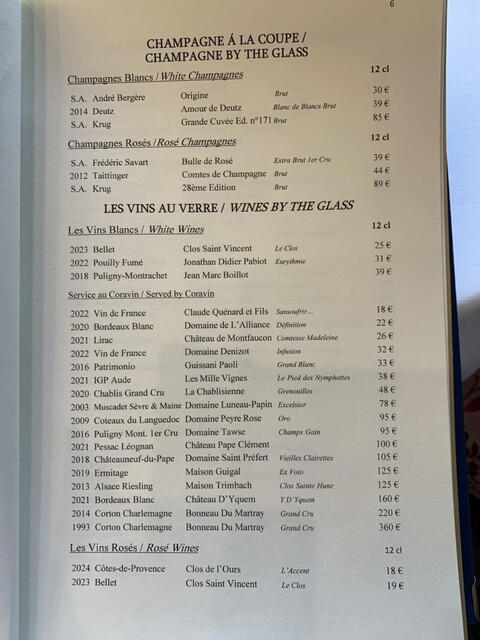 6
CHAMPAGNE Á LA COUPE /
CHAMPAGNE BY THE GLASS
Champagnes Blancs / White Champagnes 12 cl
S.A. André Bergère Origine Brut 30 €
2014 Deutz Amour de Deutz Blanc de Blancs Brut 39 €
S.A. Krug Grande Cuvée Ed. n°171 Brut 85 €
Champagnes Rosés / Rosé Champagnes 12 cl
S.A. Frédéric Savart Bulle de Rosé Extra Brut 1er Cru 39 €
2012 Taittinger Comtes de Champagne Brut 44 €
S.A. Krug 28ème Edition Brut 89 €
LES VINS AU VERRE / WINES BY THE GLASS
Les Vins Blancs / White Wines 12 cl
2023 Bellet Clos Saint Vincent Le Clos 25 €
2022 Pouilly Fumé Jonathan Didier Pabiot Eurythmie 31 €
2018 Puligny-Montrachet Jean Marc Boillot 39 €
Service au Coravin / Served by Coravin
2022 Vin de France Claude Quénard et Fils Sansoufrir... 18 €
2020 Bordeaux Blanc Domaine de L'Alliance Définition 22 €
2021 Lirac Château de Montfaucon Comtesse Madeleine 26 €
2022 Vin de France Domaine Denizot Infusion 32 €
2016 Patrimonio Guissani Paoli Grand Blanc 33 €
2021 IGP Aude Les Mille Vignes Le Pied des Nymphettes 38 €
2020 Chablis Grand Cru La Chablisienne Grenouilles 48 €
2003 Muscadet Sèvre & Maine Domaine Luneau-Papin Excelsior 78 €
2009 Coteaux du Languedoc Domaine Peyre Rose Oro 95 €
2016 Puligny Mont. 1er Cru Domaine Tawse Champs Gain 95 €
2021 Pessac Léognan Château Pape Clément 100 €
2018 Châteauneuf-du-Pape Domaine Saint Préfert Vieilles Clairettes 105 €
2019 Ermitage Maison Guigal Ex Voto 125 €
2013 Alsace Riesling Maison Trimbach Clos Sainte Hune 125 €
2021 Bordeaux Blanc Château D'Yquem Y D'Yquem 160 €
2014 Corton Charlemagne Bonneau Du Martray Grand Cru 220 €
1993 Corton Charlemagne Bonneau Du Martray Grand Cru 360 €
Les Vins Rosés / Rosé Wines 12 cl
2024 Côtes-de-Provence Clos de l'Ours L'Accent 18 €
2023 Bellet Clos Saint Vincent Le Clos 19 €